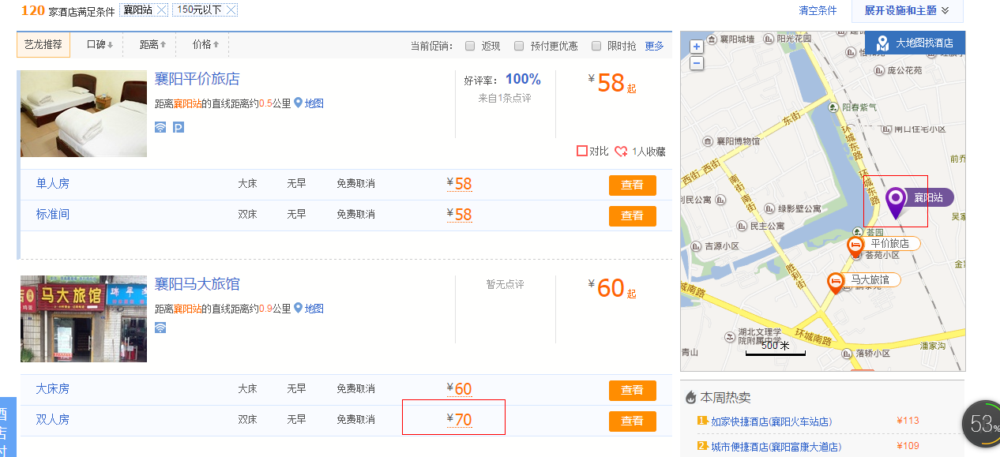 120 家酒店满足条件 襄阳站 150元以下 清空条件 展开设施和主题
艺龙推荐 口碑 距离 价格 当前促销： 返现 预付更优惠 限时抢 更多
襄阳平价旅店
好评率： 100%
¥58起
距离襄阳站的直线距离约0.5公里 地图
来自1条点评
P
对比 1人收藏
单人房 大床 无早 免费取消 ¥58 查看
标准间 双床 无早 免费取消 ¥58 查看
马大旅馆
襄阳马大旅馆
暂无点评
¥60起
距离襄阳站的直线距离约0.9公里 地图
大床房 大床 无早 免费取消 ¥60 查看
双人房 双床 无早 免费取消 ¥70 查看
酒
店
+
−
襄阳城墙
阳光花园
大地图找酒店
庞公花苑
阳春紫气
东街
环城东路
闸口住宅小区
襄阳博物馆
西街
西街
南街
南街
环城东路
襄阳站
民公寓
绿影壁公寓
民主公寓
荟园
吉源小区
平价旅店
荟苑小区
胜利街
马大旅馆
城南路
湖北文理学
院附属中学
环城南路
500 米
落轿小区
潘家沟
青山
本周热卖
1 如家快捷酒店(襄阳火车站店) ¥113
2 城市便捷酒店(襄阳富康大道店) ¥109
53%